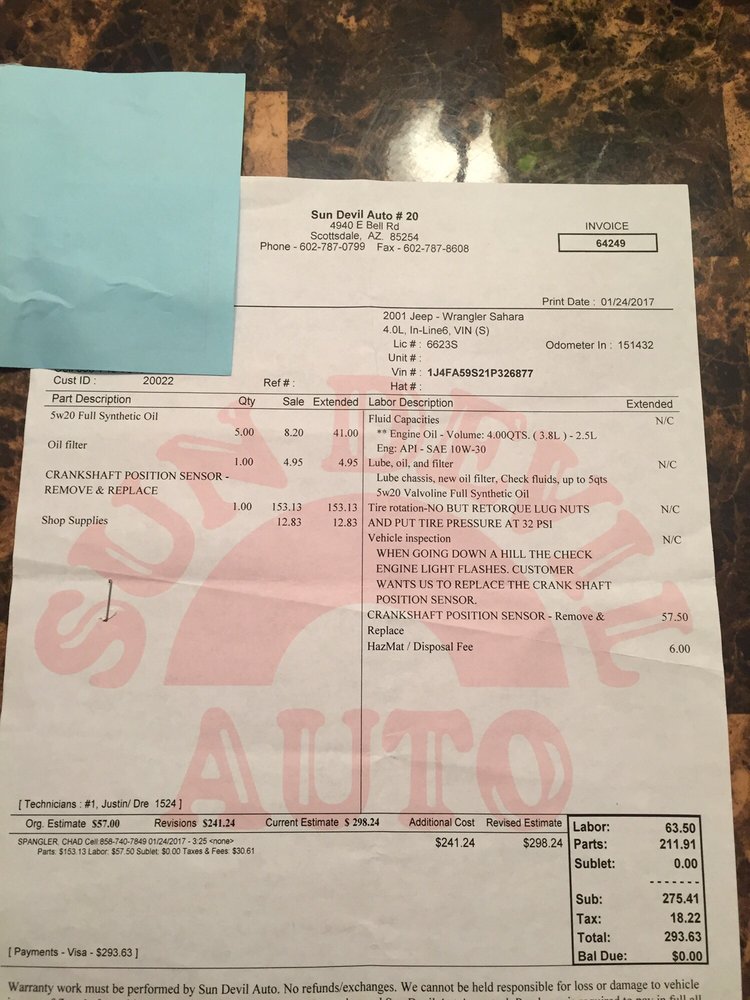 Sun Devil Auto # 20
4940 E Bell Rd
Scottsdale, AZ. 85254
Phone - 602-787-0799 Fax - 602-787-8608
INVOICE
64249
Print Date : 01/24/2017
2001 Jeep - Wrangler Sahara
4.0L, In-Line6, VIN (S)
Lic # : 6623S Odometer In : 151432
Unit # :
Vin # : 1J4FA59S21P326877
Cust ID : 20022 Ref # : Hat # :
Part Description Qty Sale Extended Labor Description Extended
5w20 Full Synthetic Oil
5.00 8.20 41.00
Oil filter
1.00 4.95 4.95
CRANKSHAFT POSITION SENSOR -
REMOVE & REPLACE
1.00 153.13 153.13
Shop Supplies 12.83 12.83
Fluid Capacities N/C
** Engine Oil - Volume: 4.00QTS. ( 3.8L ) - 2.5L
Eng: API - SAE 10W-30
Lube, oil, and filter N/C
Lube chassis, new oil filter, Check fluids, up to 5qts
5w20 Valvoline Full Synthetic Oil
Tire rotation-NO BUT RETORQUE LUG NUTS N/C
AND PUT TIRE PRESSURE AT 32 PSI
Vehicle inspection N/C
WHEN GOING DOWN A HILL THE CHECK
ENGINE LIGHT FLASHES. CUSTOMER
WANTS US TO REPLACE THE CRANK SHAFT
POSITION SENSOR.
CRANKSHAFT POSITION SENSOR - Remove & 57.50
Replace
HazMat / Disposal Fee 6.00
SUN DEVIL
AUTO
[ Technicians : #1, Justin/ Dre 1524 ]
Org. Estimate $57.00 Revisions $241.24 Current Estimate $ 298.24 Additional Cost Revised Estimate
SPANGLER, CHAD Cell:858-740-7849 01/24/2017 - 3:25 <none> $241.24 $298.24
Parts: $153.13 Labor: $57.50 Sublet: $0.00 Taxes & Fees: $30.61
Labor: 63.50
Parts: 211.91
Sublet: 0.00
-------
Sub: 275.41
Tax: 18.22
Total: 293.63
Bal Due: $0.00
[ Payments - Visa - $293.63 ]
Warranty work must be performed by Sun Devil Auto. No refunds/exchanges. We cannot be held responsible for loss or damage to vehicle